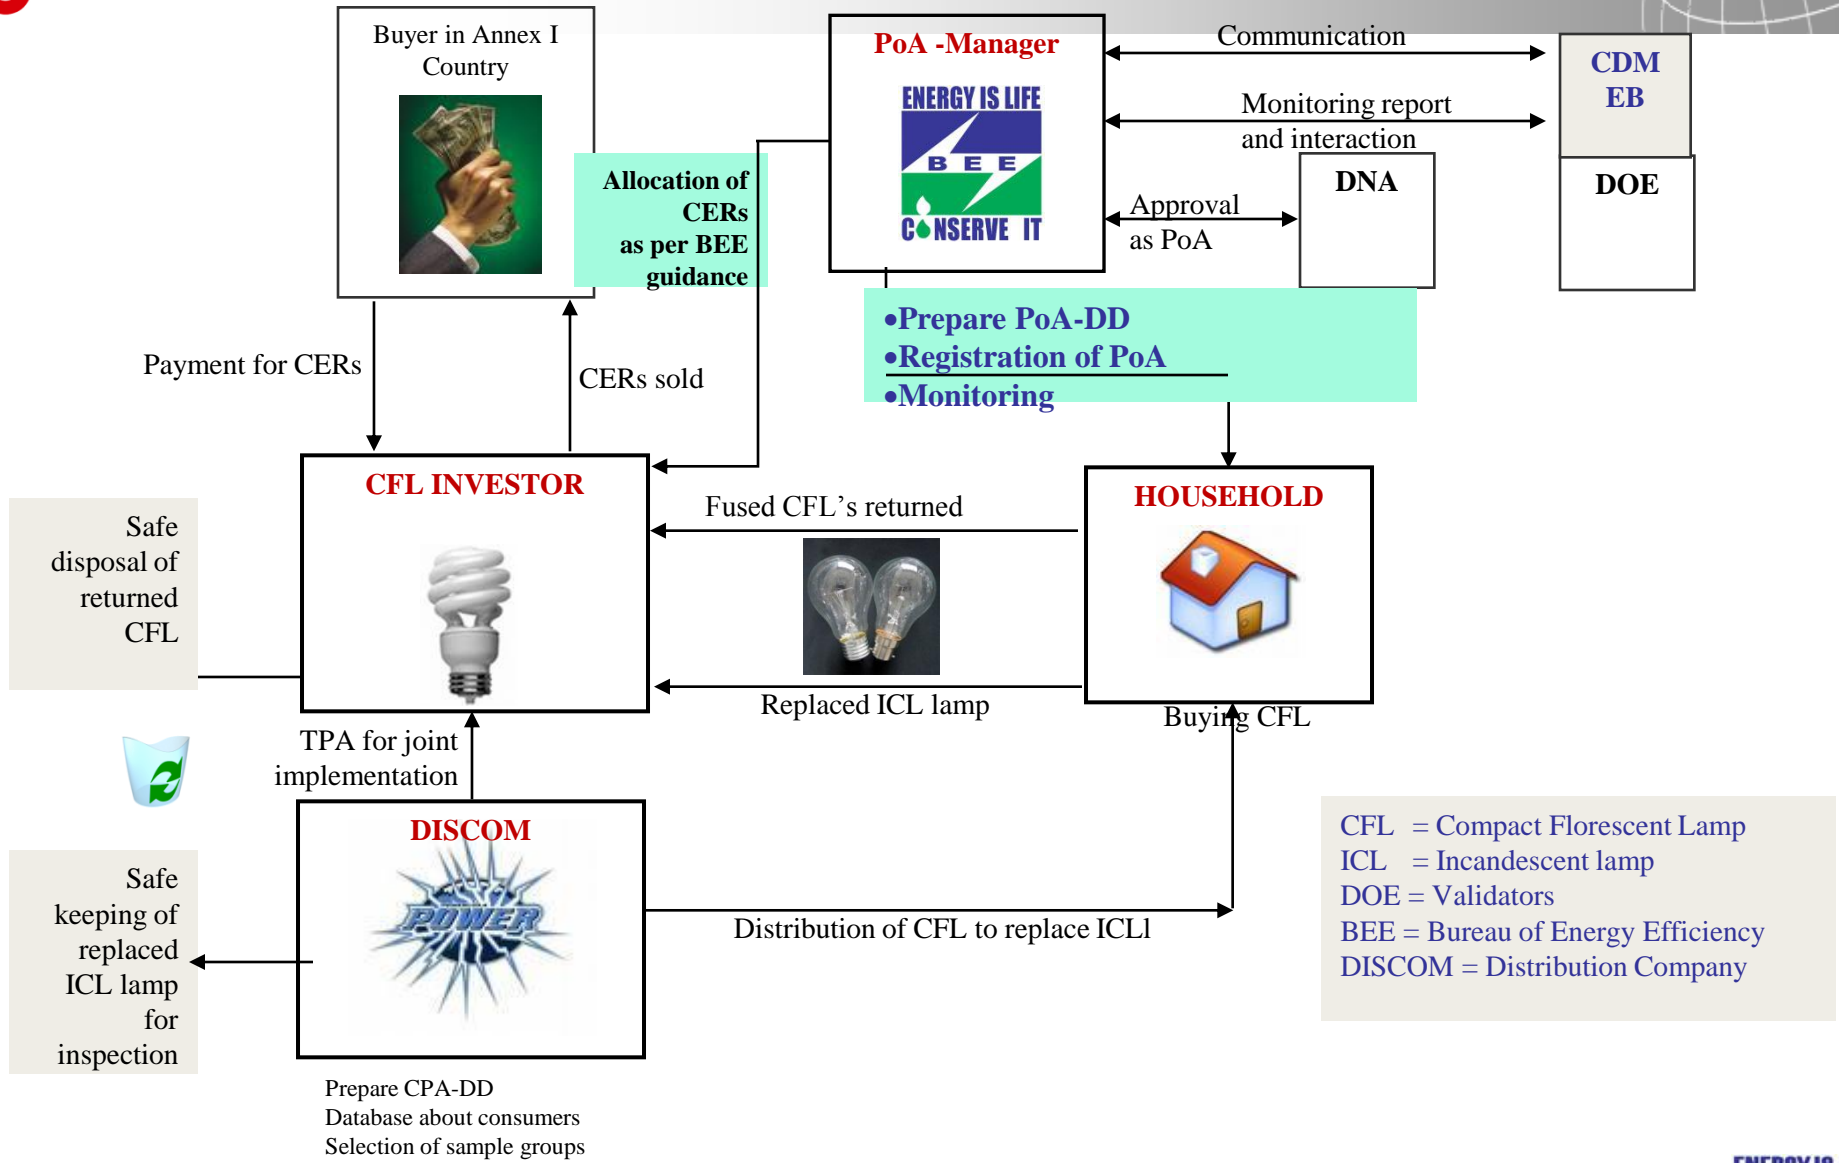 Buyer in Annex I
Country
PoA -Manager
ENERGY IS LIFE
BEE
CONSERVE IT
Communication
Monitoring report
and interaction
CDM
EB
DNA
DOE
Approval
as PoA
Allocation of
CERs
as per BEE
guidance
•Prepare PoA-DD
•Registration of PoA
•Monitoring
Payment for CERs
CERs sold
CFL INVESTOR
Fused CFL’s returned
HOUSEHOLD
Safe
disposal of
returned
CFL
Replaced ICL lamp
Buying CFL
TPA for joint
implementation
DISCOM
POWER
Safe
keeping of
replaced
ICL lamp
for
inspection
Distribution of CFL to replace ICLl
CFL = Compact Florescent Lamp
ICL = Incandescent lamp
DOE = Validators
BEE = Bureau of Energy Efficiency
DISCOM = Distribution Company
Prepare CPA-DD
Database about consumers
Selection of sample groups